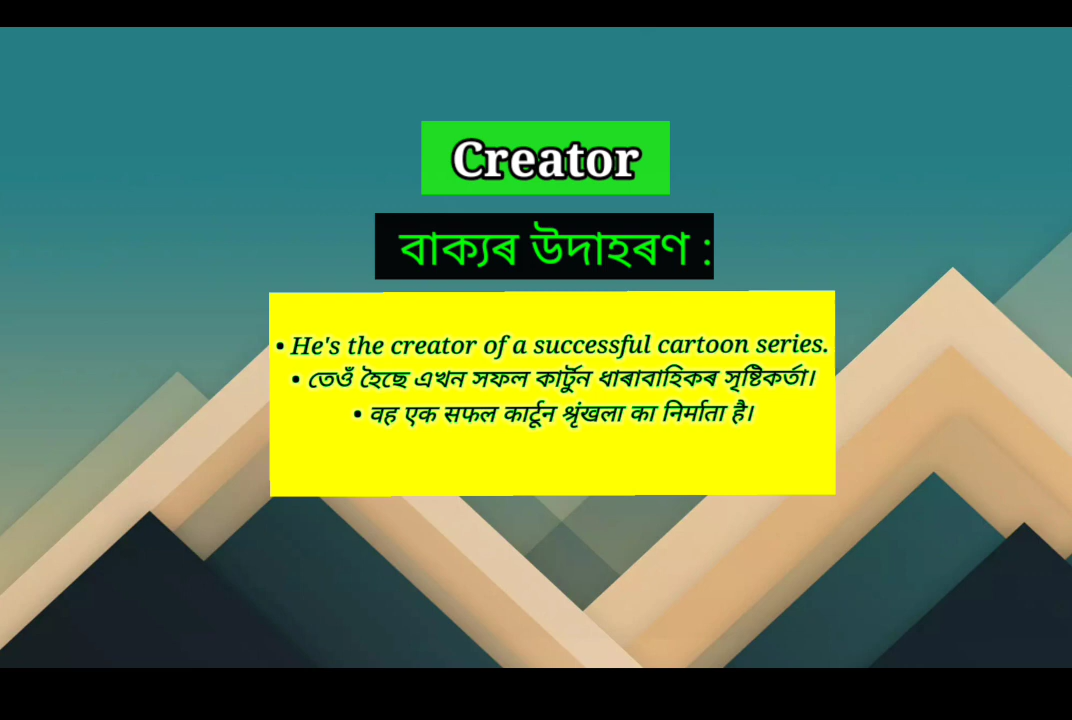 Creator
বাক্যৰ উদাহৰণ :
• He's the creator of a successful cartoon series.
• তেওঁ হৈছে এখন সফল কাৰ্টুন ধাৰাবাহিকৰ সৃষ্টিকৰ্তা।
• वह एक सफल कार्टून श्रृंखला का निर्माता है।